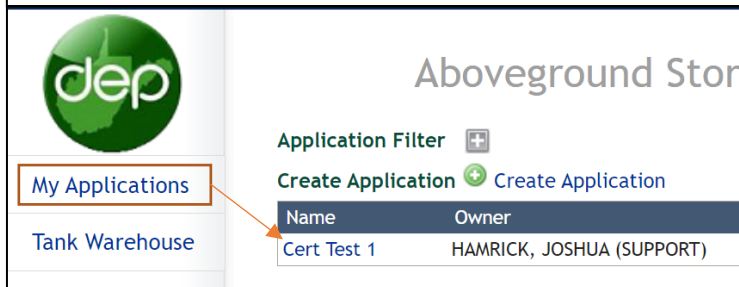 dep
Aboveground Stor
Application Filter
My Applications
Create Application Create Application
Name Owner
Tank Warehouse
Cert Test 1 HAMRICK, JOSHUA (SUPPORT)